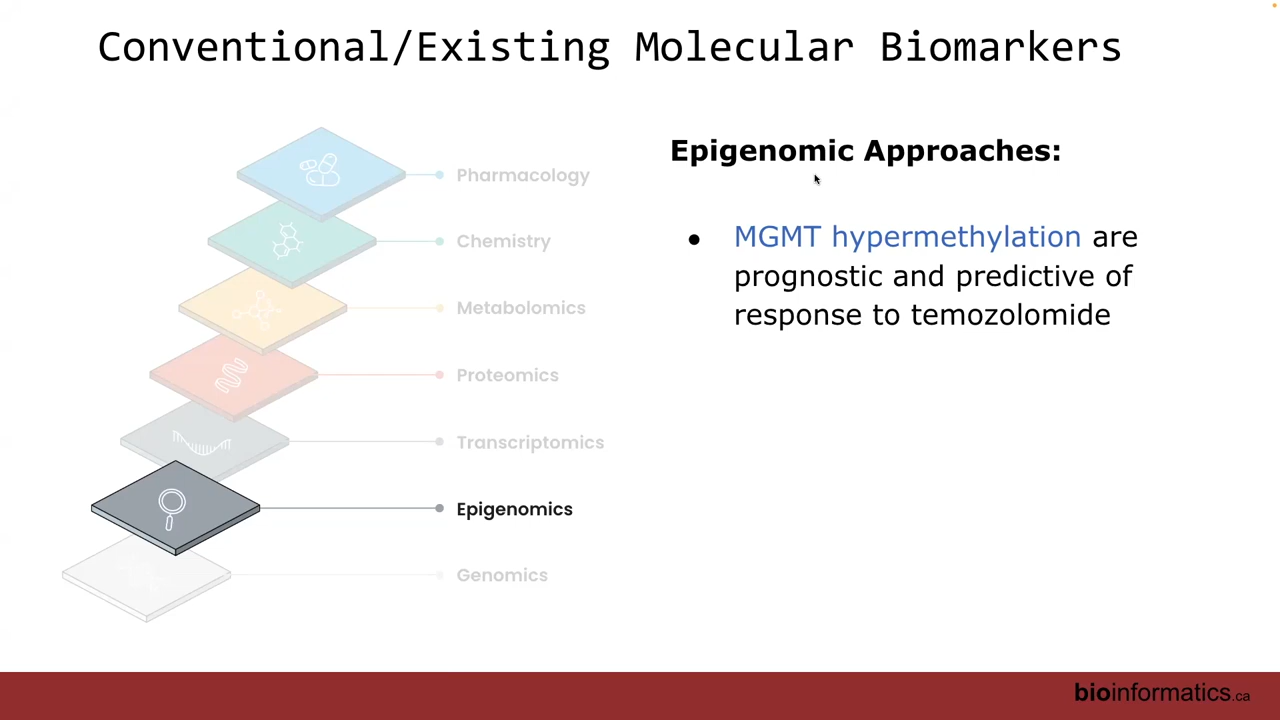 Conventional/Existing Molecular Biomarkers
Epigenomic Approaches:
● MGMT hypermethylation are
prognostic and predictive of
response to temozolomide
Pharmacology
Chemistry
Metabolomics
Proteomics
Transcriptomics
Epigenomics
Genomics
bioinformatics.ca